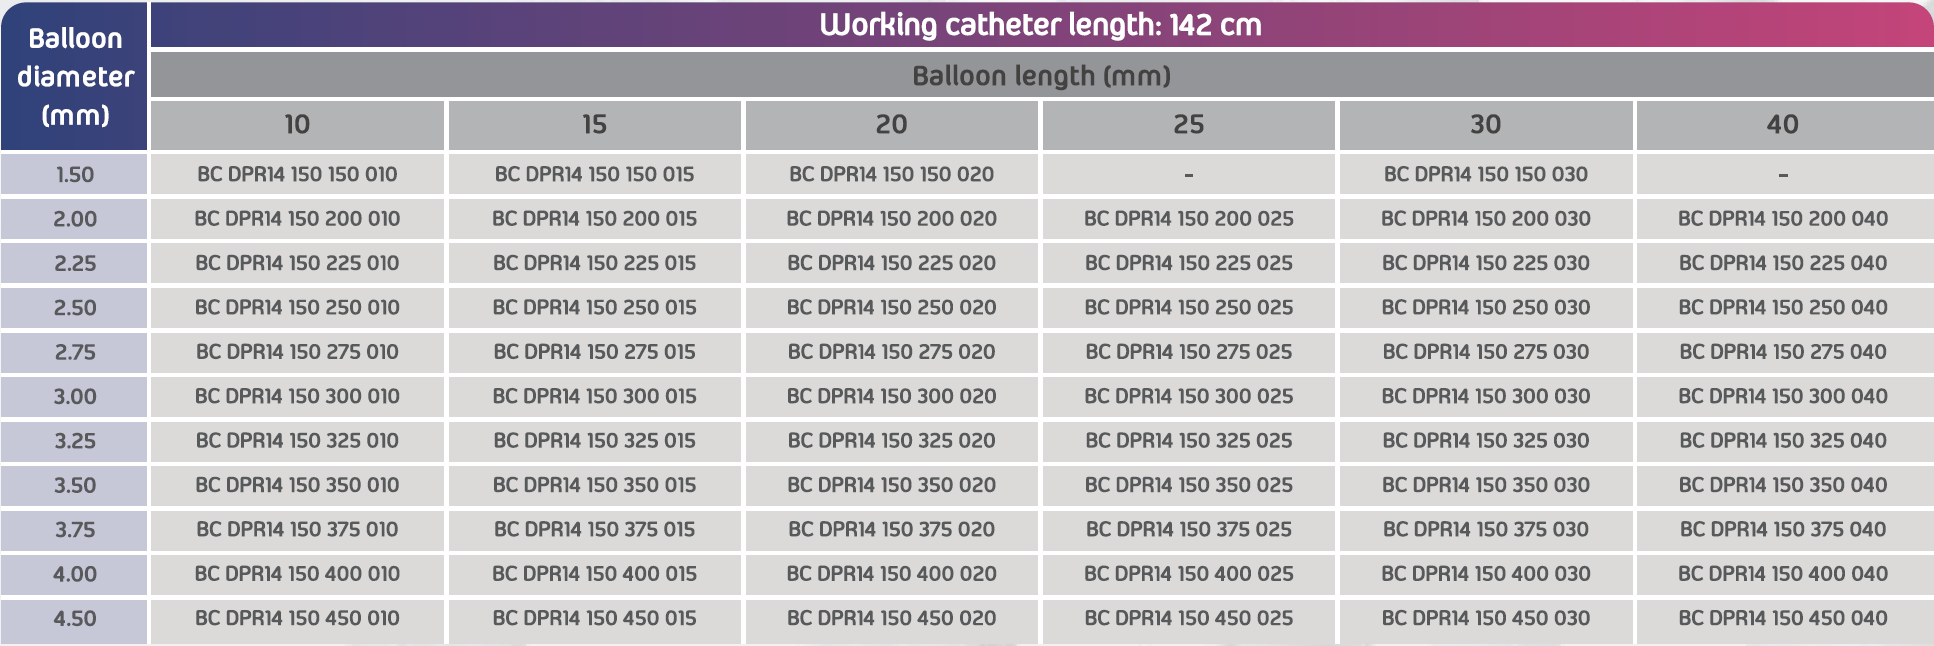 Balloon diameter (mm) Working catheter length: 142 cm
Balloon length (mm)
10 15 20 25 30 40
1.50 BC DPR14 150 150 010 BC DPR14 150 150 015 BC DPR14 150 150 020 - BC DPR14 150 150 030 -
2.00 BC DPR14 150 200 010 BC DPR14 150 200 015 BC DPR14 150 200 020 BC DPR14 150 200 025 BC DPR14 150 200 030 BC DPR14 150 200 040
2.25 BC DPR14 150 225 010 BC DPR14 150 225 015 BC DPR14 150 225 020 BC DPR14 150 225 025 BC DPR14 150 225 030 BC DPR14 150 225 040
2.50 BC DPR14 150 250 010 BC DPR14 150 250 015 BC DPR14 150 250 020 BC DPR14 150 250 025 BC DPR14 150 250 030 BC DPR14 150 250 040
2.75 BC DPR14 150 275 010 BC DPR14 150 275 015 BC DPR14 150 275 020 BC DPR14 150 275 025 BC DPR14 150 275 030 BC DPR14 150 275 040
3.00 BC DPR14 150 300 010 BC DPR14 150 300 015 BC DPR14 150 300 020 BC DPR14 150 300 025 BC DPR14 150 300 030 BC DPR14 150 300 040
3.25 BC DPR14 150 325 010 BC DPR14 150 325 015 BC DPR14 150 325 020 BC DPR14 150 325 025 BC DPR14 150 325 030 BC DPR14 150 325 040
3.50 BC DPR14 150 350 010 BC DPR14 150 350 015 BC DPR14 150 350 020 BC DPR14 150 350 025 BC DPR14 150 350 030 BC DPR14 150 350 040
3.75 BC DPR14 150 375 010 BC DPR14 150 375 015 BC DPR14 150 375 020 BC DPR14 150 375 025 BC DPR14 150 375 030 BC DPR14 150 375 040
4.00 BC DPR14 150 400 010 BC DPR14 150 400 015 BC DPR14 150 400 020 BC DPR14 150 400 025 BC DPR14 150 400 030 BC DPR14 150 400 040
4.50 BC DPR14 150 450 010 BC DPR14 150 450 015 BC DPR14 150 450 020 BC DPR14 150 450 025 BC DPR14 150 450 030 BC DPR14 150 450 040